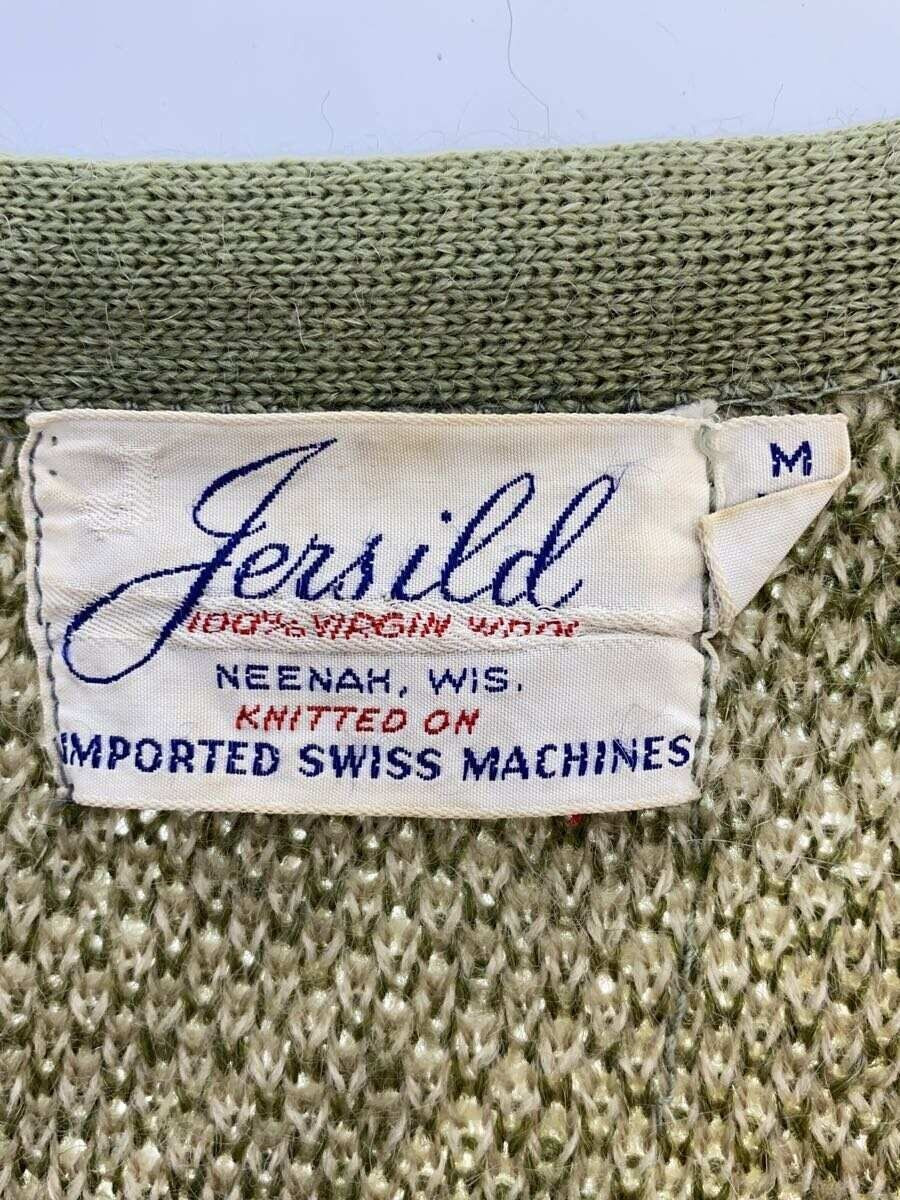 Jersild
100% VIRGIN WOOL
NEENAH, WIS.
KNITTED ON
IMPORTED SWISS MACHINES
M